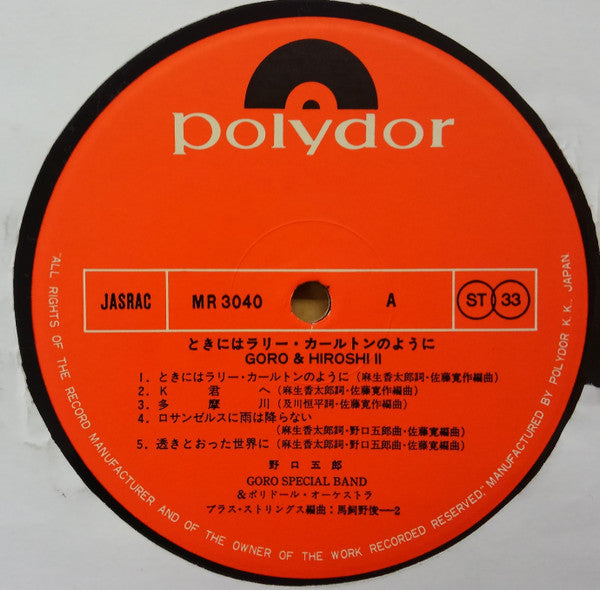 polydor
JASRAC
MR 3040
A
ST 33
ときにはラリー・カールトンのように
GORO & HIROSHI II
1. ときにはラリー・カールトンのように (麻生香太郎詞・佐藤寛作編曲)
2. K 君 へ (麻生香太郎詞・佐藤寛作編曲)
3. 多 摩 川 (及川恒平詞・佐藤寛作編曲)
4. ロサンゼルスに雨は降らない
(麻生香太郎詞・野口五郎曲・佐藤寛編曲)
5. 透きとおった世界に (麻生香太郎詞・野口五郎曲・佐藤寛編曲)
野口五郎
GORO SPECIAL BAND
&ポリドール・オーケストラ
ブラス・ストリングス編曲:馬飼野俊一-2
"ALL RIGHTS OF THE RECORD MANUFACTURER AND OF THE OWNER OF THE WORK RECORDED RESERVED." MANUFACTURED BY POLYDOR K.K., JAPAN.